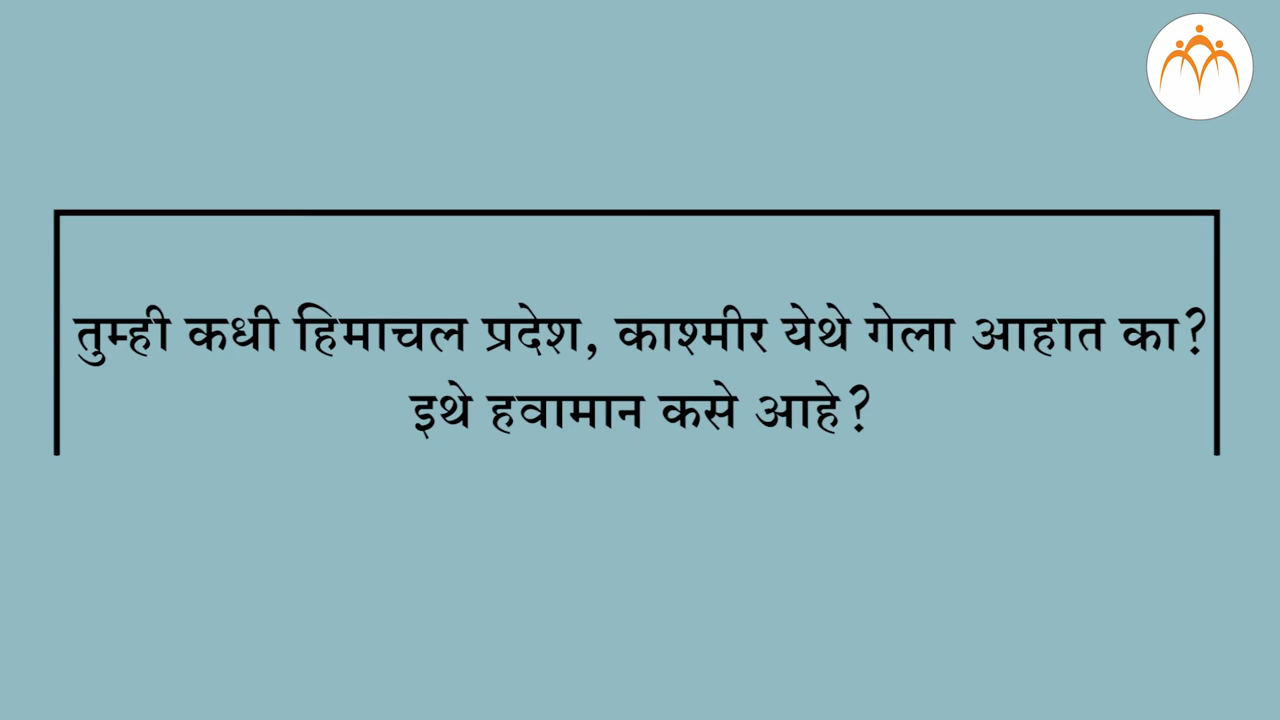 तुम्ही कधी हिमाचल प्रदेश, काश्मीर येथे गेला आहात का?
इथे हवामान कसे आहे?